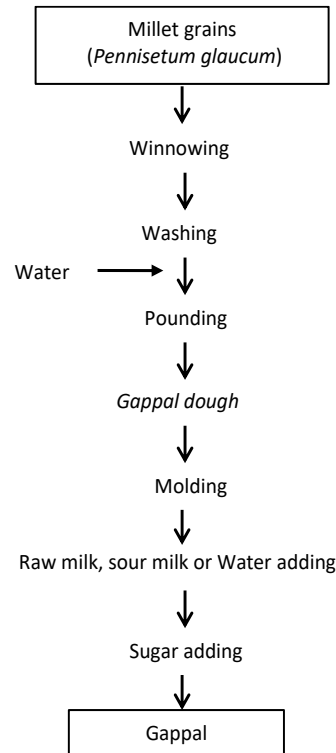 Millet grains
(Pennisetum glaucum)
Winnowing
Washing
Water
Pounding
Gappal dough
Molding
Raw milk, sour milk or Water adding
Sugar adding
Gappal